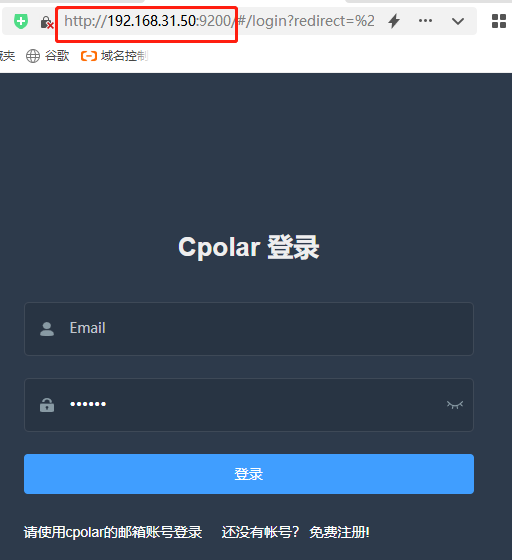 http://192.168.31.50:9200/#/login?redirect=%2
夹 谷歌 域名控制
Cpolar 登录
Email
••••••
登录
请使用cpolar的邮箱账号登录 还没有帐号? 免费注册!